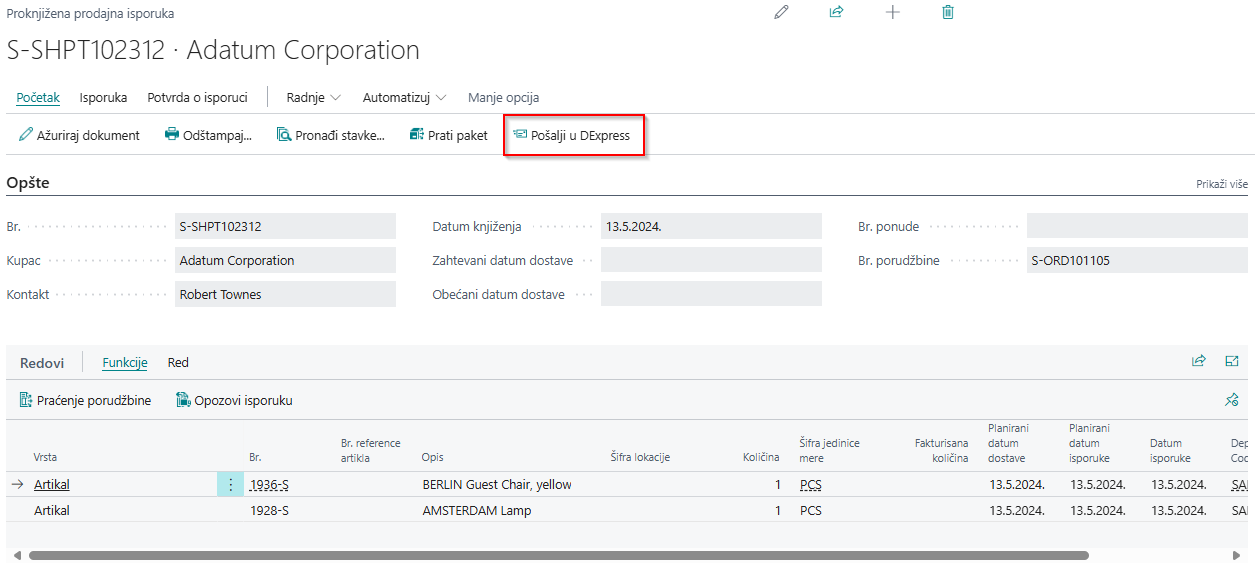 Proknjižena prodajna isporuka
S-SHPT102312 · Adatum Corporation
Početak Isporuka Potvrda o isporuci Radnje Automatizuj Manje opcija
Ažuriraj dokument Odštampaj... Pronađi stavke... Prati paket Pošalji u DExpress
Opšte Prikaži više
Br. S-SHPT102312 Datum knjiženja 13.5.2024. Br. ponude
Kupac Adatum Corporation Zahtevani datum dostave Br. porudžbine S-ORD101105
Kontakt Robert Townes Obećani datum dostave
Redovi Funkcije Red
Praćenje porudžbine Opozovi isporuku
Vrsta Br. Br. reference artikla Opis Šifra lokacije Količina Šifra jedinice mere Fakturisana količina Planirani datum dostave Planirani datum isporuke Datum isporuke Dep Coc
Artikal 1936-S BERLIN Guest Chair, yellow 1 PCS 13.5.2024. 13.5.2024. 13.5.2024. SAL
Artikal 1928-S AMSTERDAM Lamp 1 PCS 13.5.2024. 13.5.2024. 13.5.2024. SAL